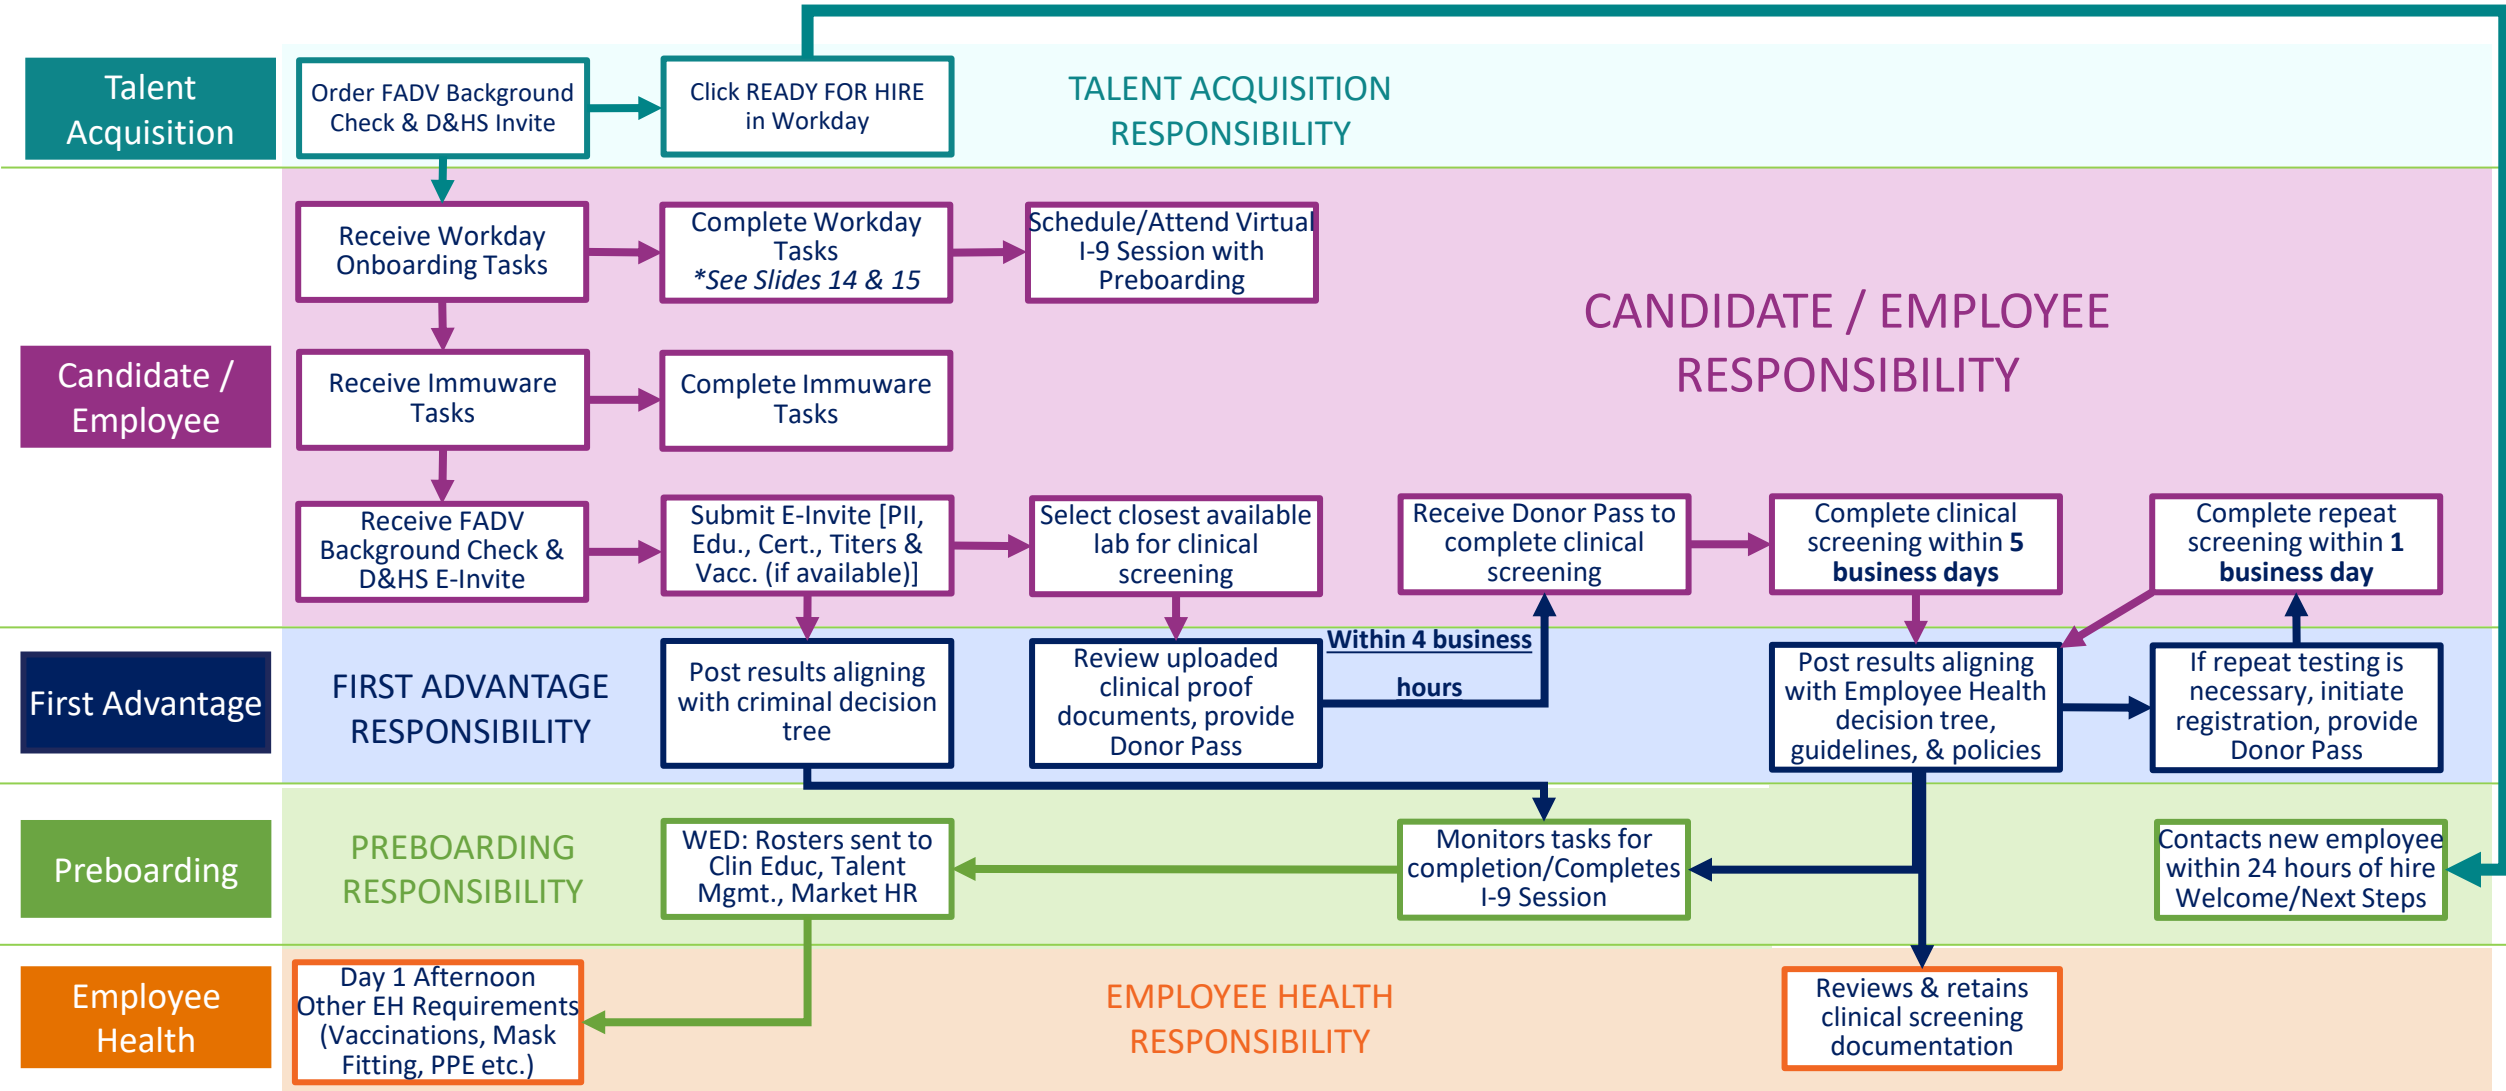 Talent
Acquisition
Order FADV Background
Check & D&HS Invite
Click READY FOR HIRE
in Workday
TALENT ACQUISITION
RESPONSIBILITY
Candidate /
Employee
Receive Workday
Onboarding Tasks
Complete Workday
Tasks
*See Slides 14 & 15
Schedule/Attend Virtual
I-9 Session with
Preboarding
CANDIDATE / EMPLOYEE
RESPONSIBILITY
Receive Immuware
Tasks
Complete Immuware
Tasks
Receive FADV
Background Check &
D&HS E-Invite
Submit E-Invite [PII,
Edu., Cert., Titers &
Vacc. (if available)]
Select closest available
lab for clinical
screening
Receive Donor Pass to
complete clinical
screening
Complete clinical
screening within 5
business days
Complete repeat
screening within 1
business day
First Advantage
FIRST ADVANTAGE
RESPONSIBILITY
Post results aligning
with criminal decision
tree
Review uploaded
clinical proof
documents, provide
Donor Pass
Within 4 business
hours
Post results aligning
with Employee Health
decision tree,
guidelines, & policies
If repeat testing is
necessary, initiate
registration, provide
Donor Pass
Preboarding
PREBOARDING
RESPONSIBILITY
WED: Rosters sent to
Clin Educ, Talent
Mgmt., Market HR
Monitors tasks for
completion/Completes
I-9 Session
Contacts new employee
within 24 hours of hire
Welcome/Next Steps
Employee
Health
Day 1 Afternoon
Other EH Requirements
(Vaccinations, Mask
Fitting, PPE etc.)
EMPLOYEE HEALTH
RESPONSIBILITY
Reviews & retains
clinical screening
documentation